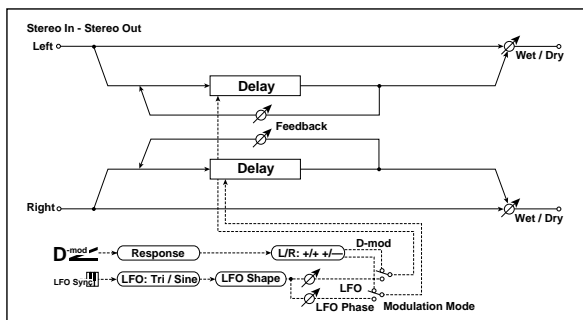 Stereo In - Stereo Out
Left
Wet / Dry
Delay
Feedback
Delay
Right
Wet / Dry
D-mod
Response
L/R: +/+ +/—
D-mod
LFO Sync
LFO: Tri / Sine
LFO Shape
LFO
LFO Phase
Modulation Mode